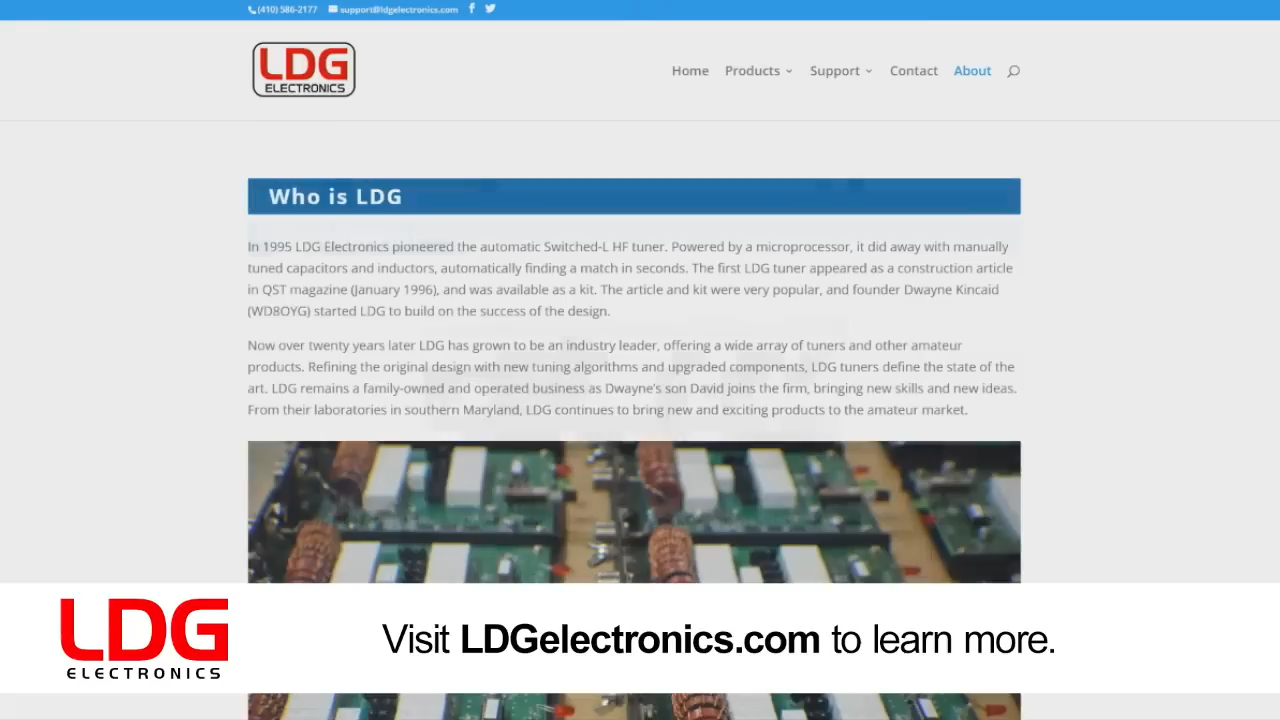 (410) 586-2177 support@ldgelectronics.com
LDG
ELECTRONICS
Home Products Support Contact About
Who is LDG
In 1995 LDG Electronics pioneered the automatic Switched-L HF tuner. Powered by a microprocessor, it did away with manually
tuned capacitors and inductors, automatically finding a match in seconds. The first LDG tuner appeared as a construction article
in QST magazine (January 1996), and was available as a kit. The article and kit were very popular, and founder Dwayne Kincaid
(WD8OYG) started LDG to build on the success of the design.
Now over twenty years later LDG has grown to be an industry leader, offering a wide array of tuners and other amateur
products. Refining the original design with new tuning algorithms and upgraded components, LDG tuners define the state of the
art. LDG remains a family-owned and operated business as Dwayne's son David joins the firm, bringing new skills and new ideas.
From their laboratories in southern Maryland, LDG continues to bring new and exciting products to the amateur market.
LDG
ELECTRONICS
Visit LDGelectronics.com to learn more.